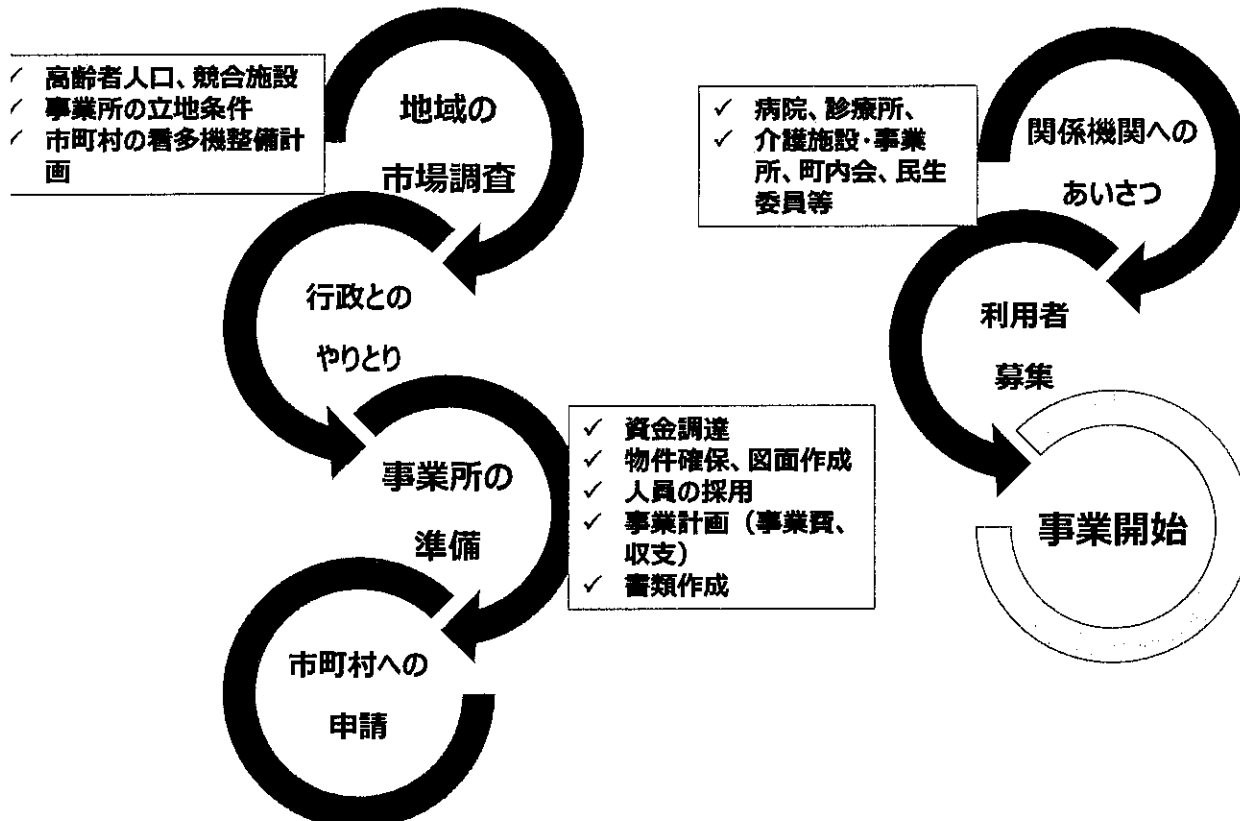 ✓ 高齢者人口、競合施設
✓ 事業所の立地条件
✓ 市町村の看多機整備計
画
地域の
市場調査
行政との
やりとり
事業所の
準備
✓ 資金調達
✓ 物件確保、図面作成
✓ 人員の採用
✓ 事業計画（事業費、
収支）
✓ 書類作成
市町村への
申請
✓ 病院、診療所、
✓ 介護施設・事業
所、町内会、民生
委員等
関係機関への
あいさつ
利用者
募集
事業開始